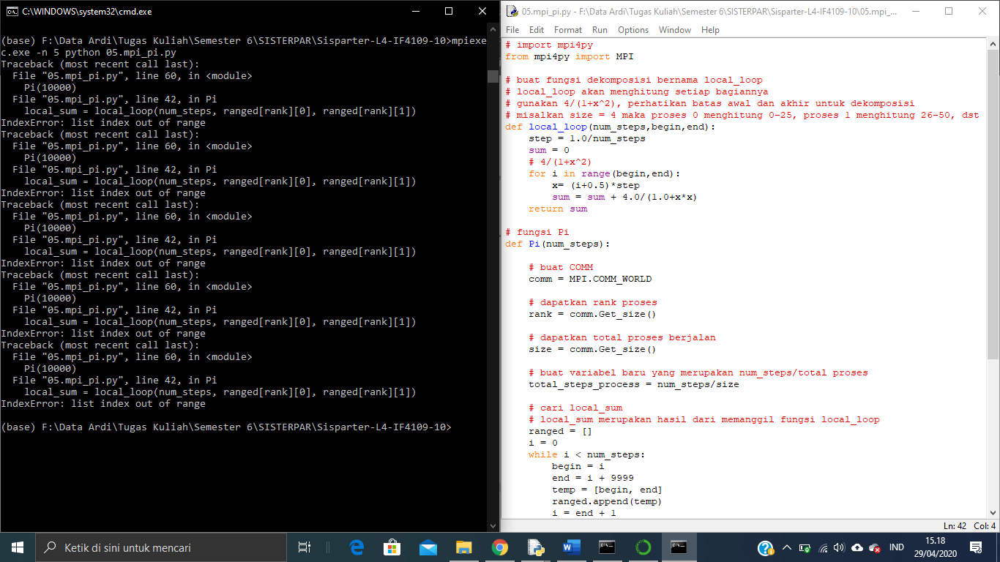 C:\WINDOWS\system32\cmd.exe
(base) F:\Data Ardi\Tugas Kuliah\Semester 6\SISTERPAR\Sisparter-L4-IF4109-10>mpiexe
c.exe -n 5 python 05.mpi_pi.py
Traceback (most recent call last):
  File "05.mpi_pi.py", line 60, in <module>
    Pi(10000)
  File "05.mpi_pi.py", line 42, in Pi
    local_sum = local_loop(num_steps, ranged[rank][0], ranged[rank][1])
IndexError: list index out of range
Traceback (most recent call last):
  File "05.mpi_pi.py", line 60, in <module>
    Pi(10000)
  File "05.mpi_pi.py", line 42, in Pi
    local_sum = local_loop(num_steps, ranged[rank][0], ranged[rank][1])
IndexError: list index out of range
Traceback (most recent call last):
  File "05.mpi_pi.py", line 60, in <module>
    Pi(10000)
  File "05.mpi_pi.py", line 42, in Pi
    local_sum = local_loop(num_steps, ranged[rank][0], ranged[rank][1])
IndexError: list index out of range
Traceback (most recent call last):
  File "05.mpi_pi.py", line 60, in <module>
    Pi(10000)
  File "05.mpi_pi.py", line 42, in Pi
    local_sum = local_loop(num_steps, ranged[rank][0], ranged[rank][1])
IndexError: list index out of range
Traceback (most recent call last):
  File "05.mpi_pi.py", line 60, in <module>
    Pi(10000)
  File "05.mpi_pi.py", line 42, in Pi
    local_sum = local_loop(num_steps, ranged[rank][0], ranged[rank][1])
IndexError: list index out of range
(base) F:\Data Ardi\Tugas Kuliah\Semester 6\SISTERPAR\Sisparter-L4-IF4109-10>
05.mpi_pi.py - F:\Data Ardi\Tugas Kuliah\Semester 6\SISTERPAR\Sisparter-L4-IF4109-10\05.mpi_...
File Edit Format Run Options Window Help
# import mpi4py
from mpi4py import MPI
# buat fungsi dekomposisi bernama local_loop
# local_loop akan menghitung setiap bagiannya
# gunakan 4/(1+x^2), perhatikan batas awal dan akhir untuk dekomposisi
# misalkan size = 4 maka proses 0 menghitung 0-25, proses 1 menghitung 26-50, dst
def local_loop(num_steps,begin,end):
    step = 1.0/num_steps
    sum = 0
    # 4/(1+x^2)
    for i in range(begin,end):
        x= (i+0.5)*step
        sum = sum + 4.0/(1.0+x*x)
    return sum
# fungsi Pi
def Pi(num_steps):
    # buat COMM
    comm = MPI.COMM_WORLD
    # dapatkan rank proses
    rank = comm.Get_size()
    # dapatkan total proses berjalan
    size = comm.Get_size()
    # buat variabel baru yang merupakan num_steps/total proses
    total_steps_process = num_steps/size
    # cari local_sum
    # local_sum merupakan hasil dari memanggil fungsi local_loop
    ranged = []
    i = 0
    while i < num_steps:
        begin = i
        end = i + 9999
        temp = [begin, end]
        ranged.append(temp)
        i = end + 1
Ln: 42 Col: 4
Ketik di sini untuk mencari
IND
15.18
29/04/2020